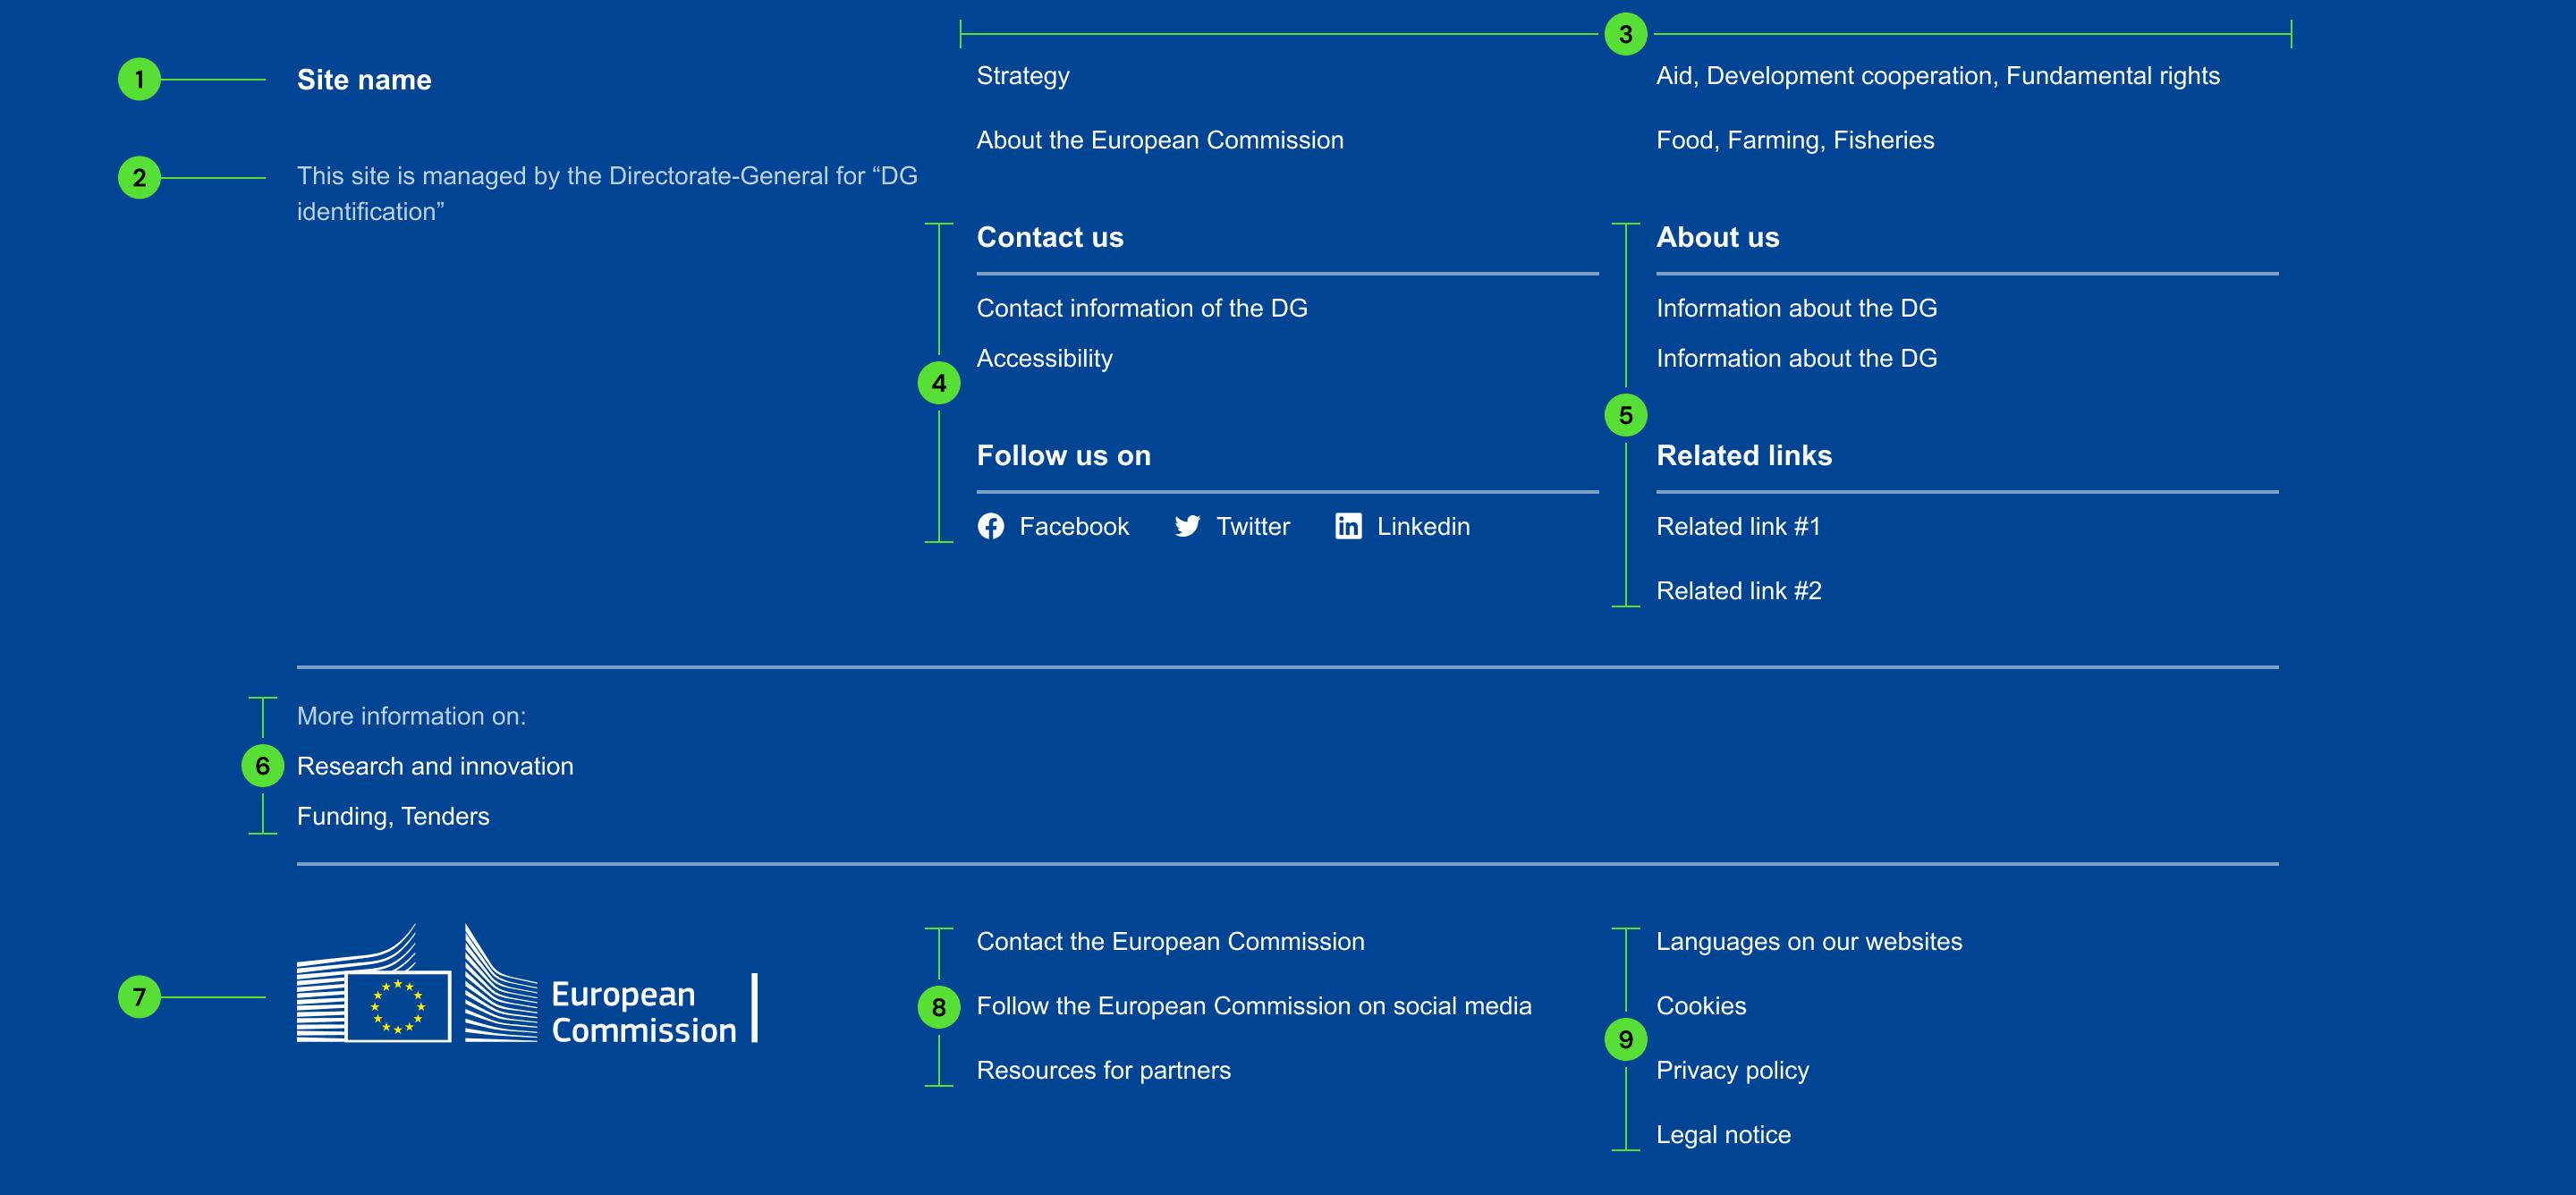 3
1
Site name
Strategy
Aid, Development cooperation, Fundamental rights
About the European Commission
Food, Farming, Fisheries
2
This site is managed by the Directorate-General for “DG
identification”
4
Contact us
Contact information of the DG
Accessibility
Follow us on
Facebook Twitter Linkedin
5
About us
Information about the DG
Information about the DG
Related links
Related link #1
Related link #2
6
More information on:
Research and innovation
Funding, Tenders
7
European
Commission
8
Contact the European Commission
Follow the European Commission on social media
Resources for partners
9
Languages on our websites
Cookies
Privacy policy
Legal notice